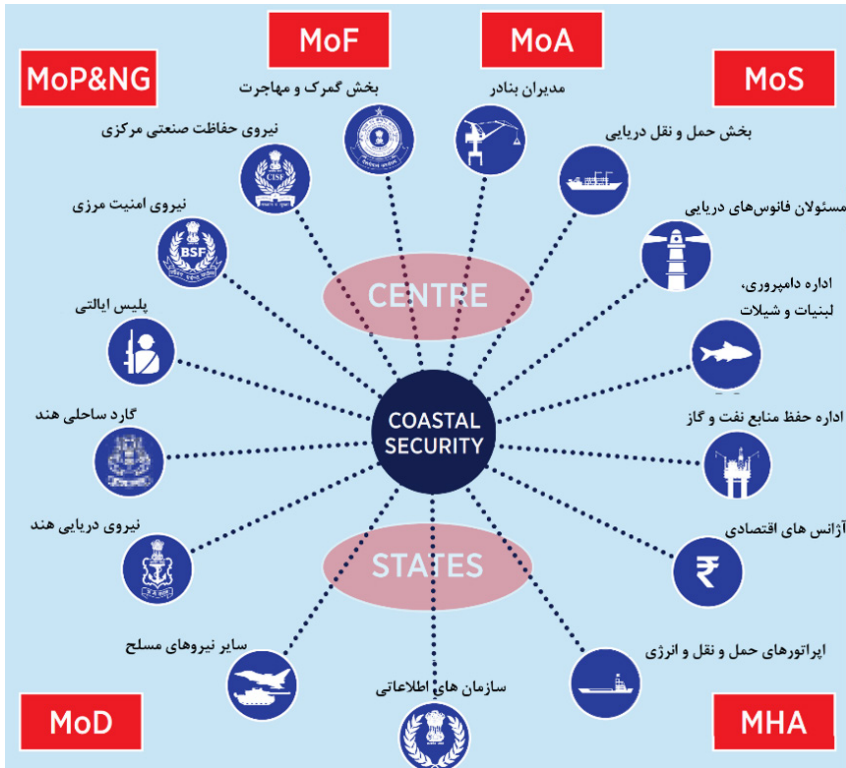 MoF
MoA
MoP&NG
MoS
بخش گمرک و مهاجرت
مدیران بنادر
نیروی حفاظت صنعتی مرکزی
بخش حمل و نقل دریایی
CISF
نیروی امنیت مرزی
مسئولان فانوس‌های دریایی
BSF
CENTRE
اداره دامپروری،
لبنیات و شیلات
پلیس ایالتی
COASTAL
SECURITY
گارد ساحلی هند
اداره حفظ منابع نفت و گاز
نیروی دریایی هند
آژانس های اقتصادی
₹
STATES
سایر نیروهای مسلح
اپراتورهای حمل و نقل و انرژی
سازمان های اطلاعاتی
MoD
MHA